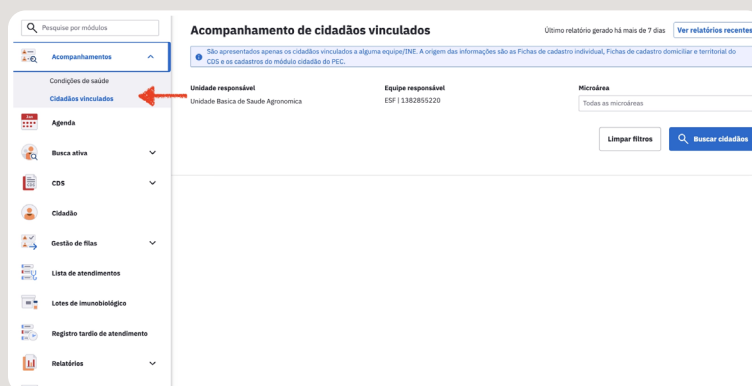 Pesquise por módulos
Acompanhamentos
Condições de saúde
Cidadãos vinculados
Agenda
Busca ativa
CDS
Cidadão
Gestão de filas
Lista de atendimentos
Lotes de imunobiológico
Registro tardio de atendimento
Relatórios
Acompanhamento de cidadãos vinculados
Último relatório gerado há mais de 7 dias
Ver relatórios recentes
São apresentados apenas os cidadãos vinculados a alguma equipe/INE. A origem das informações são as Fichas de cadastro individual, Fichas de cadastro domiciliar e territorial do
CDS e os cadastros do módulo cidadão do PEC.
Unidade responsável
Unidade Basica de Saude Agronomica
Equipe responsável
ESF | 1382855220
Microárea
Todas as microáreas
Limpar filtros
Buscar cidadãos